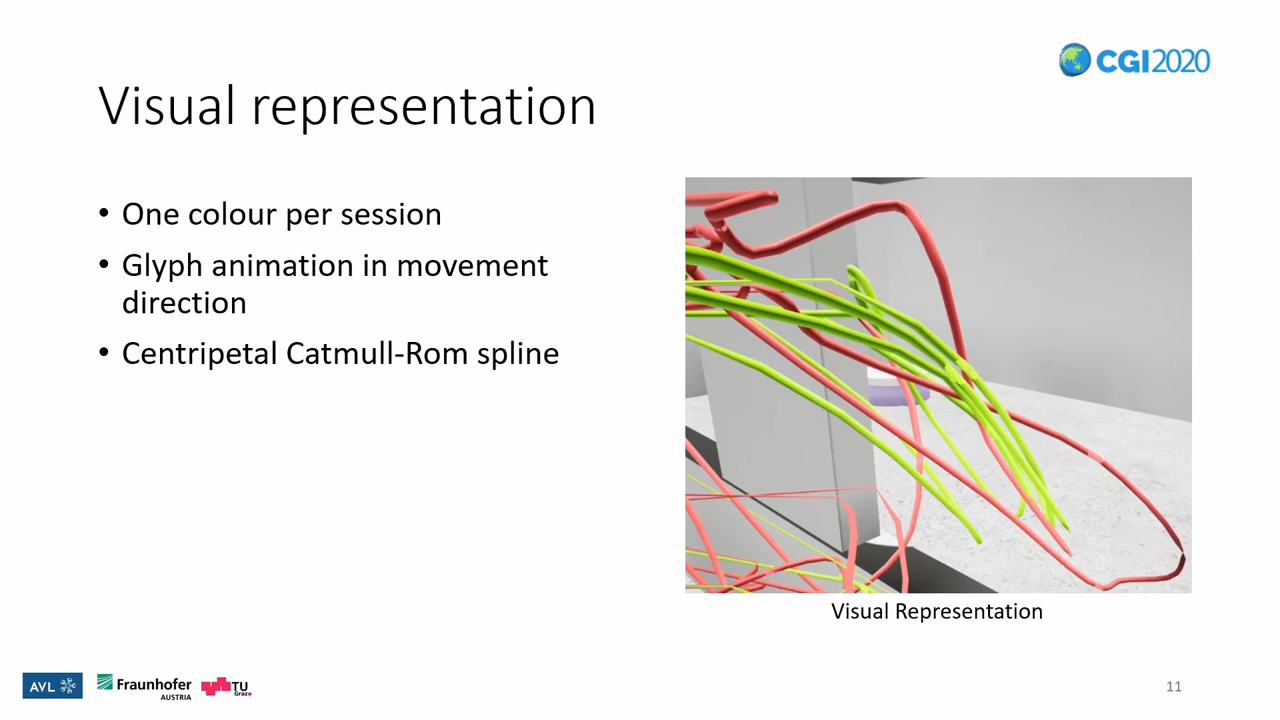 CGI2020
Visual representation
• One colour per session
• Glyph animation in movement
direction
• Centripetal Catmull-Rom spline
Visual Representation
AVL
Fraunhofer
AUSTRIA
TU
Graz
11